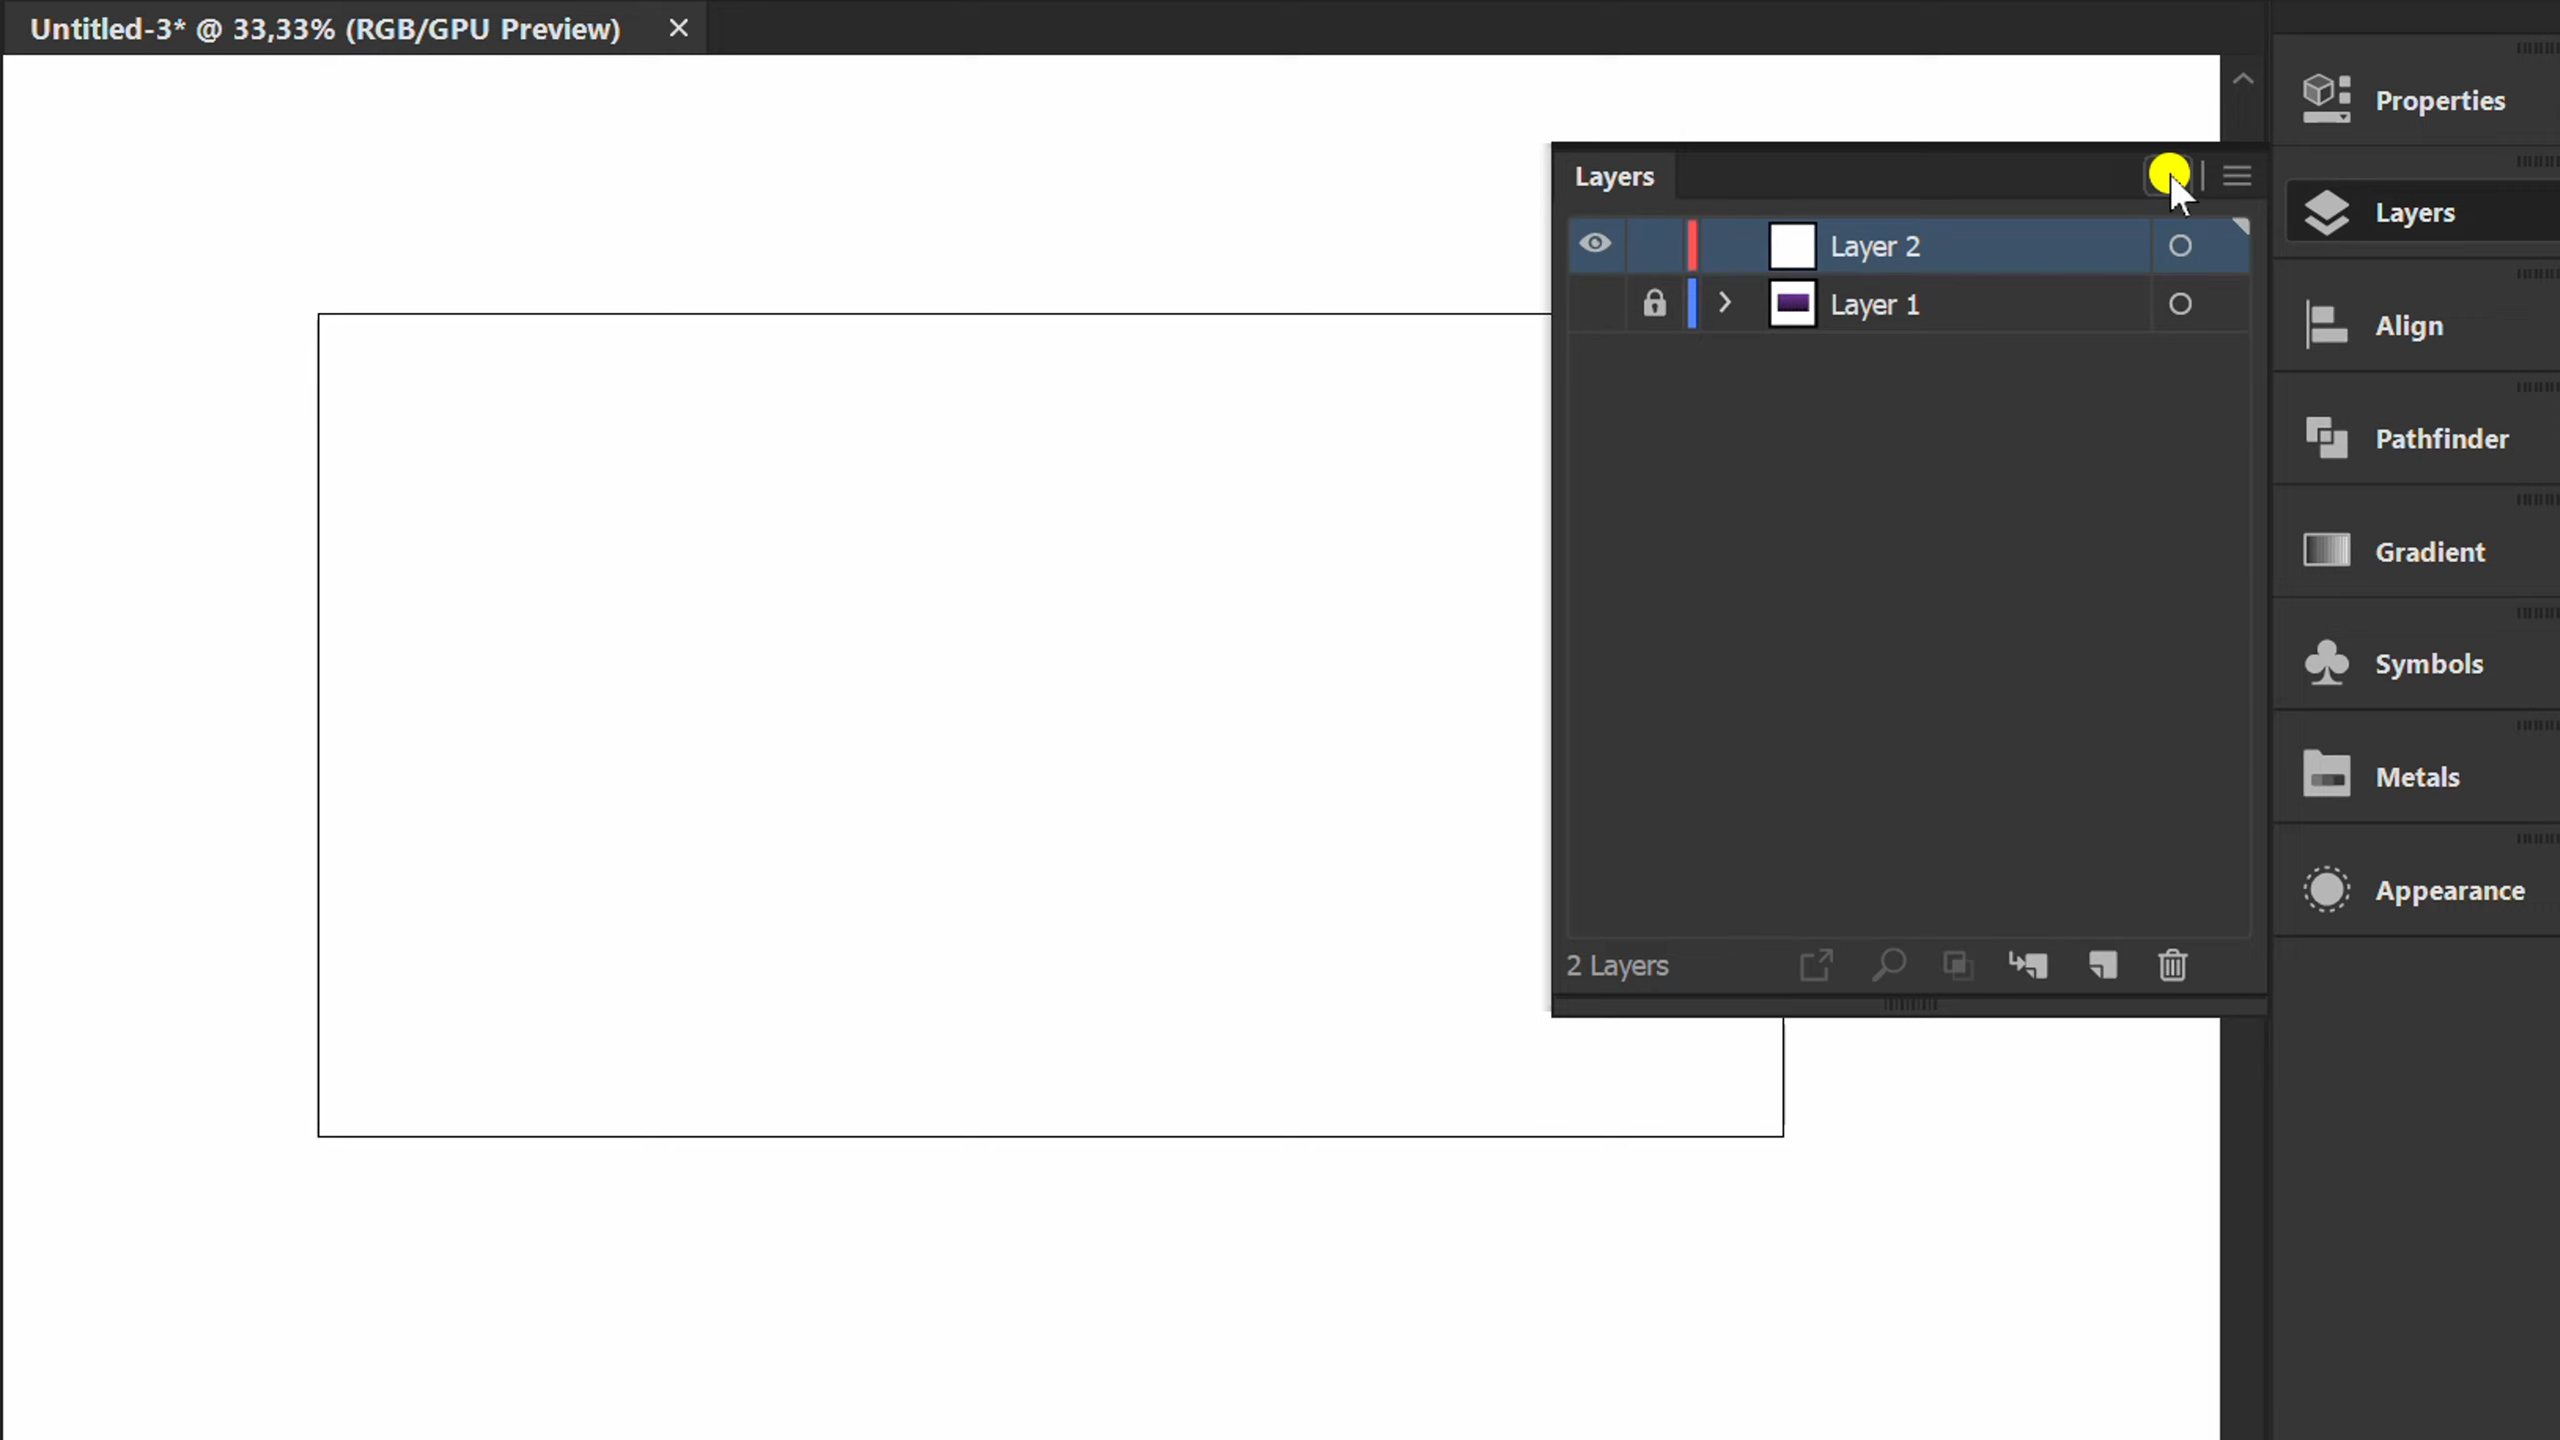 Untitled-3* @ 33,33% (RGB/GPU Preview)
Layers
Layer 2
Layer 1
2 Layers
Properties
Layers
Align
Pathfinder
Gradient
Symbols
Metals
Appearance